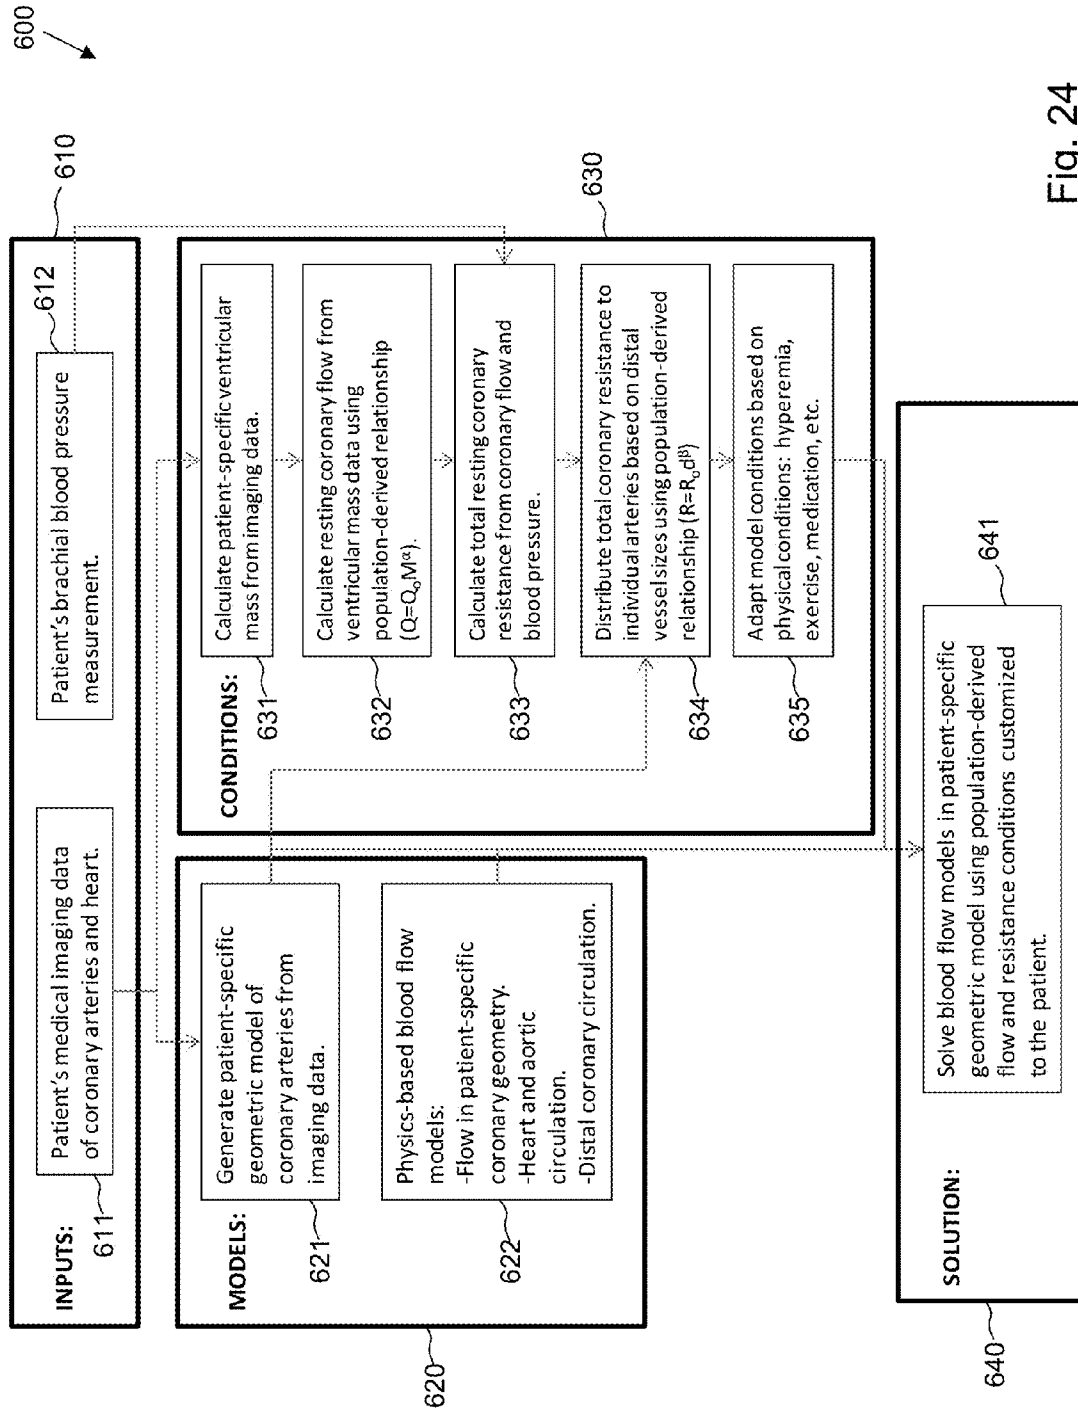 600
610
INPUTS:
611
Patient's medical imaging data
of coronary arteries and heart.
612
Patient's brachial blood pressure
measurement.
620
MODELS:
621
Generate patient-specific
geometric model of
coronary arteries from
imaging data.
622
Physics-based blood flow
models:
-Flow in patient-specific
coronary geometry.
-Heart and aortic
circulation.
-Distal coronary circulation.
630
CONDITIONS:
631
Calculate patient-specific ventricular
mass from imaging data.
632
Calculate resting coronary flow from
ventricular mass data using
population-derived relationship
(Q=QₒMᵅ).
633
Calculate total resting coronary
resistance from coronary flow and
blood pressure.
634
Distribute total coronary resistance to
individual arteries based on distal
vessel sizes using population-derived
relationship (R=Rₒdᵝ)
635
Adapt model conditions based on
physical conditions: hyperemia,
exercise, medication, etc.
640
SOLUTION:
641
Solve blood flow models in patient-specific
geometric model using population-derived
flow and resistance conditions customized
to the patient.
Fig. 24